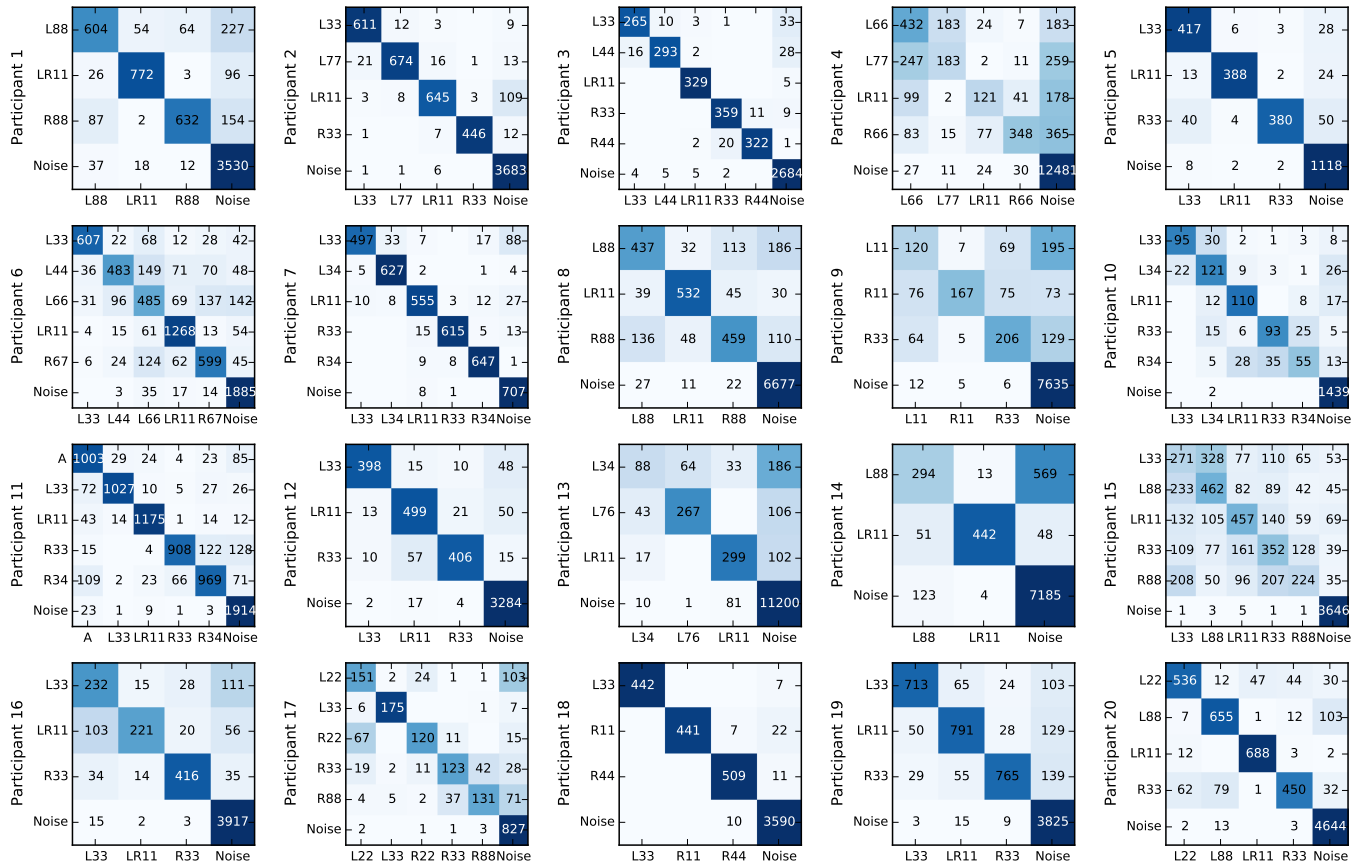 Participant 1
L88 604 54 64 227
LR11 26 772 3 96
R88 87 2 632 154
Noise 37 18 12 3530
L88 LR11 R88 Noise
Participant 2
L33 611 12 3 9
L77 21 674 16 1 13
LR11 3 8 645 3 109
R33 1 7 446 12
Noise 1 1 6 3683
L33 L77 LR11 R33 Noise
Participant 3
L33 265 10 3 1 33
L44 16 293 2 28
LR11 329 5
R33 359 11 9
R44 2 20 322 1
Noise 4 5 5 2 2684
L33 L44 LR11 R33 R44 Noise
Participant 4
L66 432 183 24 7 183
L77 247 183 2 11 259
LR11 99 2 121 41 178
R66 83 15 77 348 365
Noise 27 11 24 30 12481
L66 L77 LR11 R66 Noise
Participant 5
L33 417 6 3 28
LR11 13 388 2 24
R33 40 4 380 50
Noise 8 2 2 1118
L33 LR11 R33 Noise
Participant 6
L33 607 22 68 12 28 42
L44 36 483 149 71 70 48
L66 31 96 485 69 137 142
LR11 4 15 61 1268 13 54
R67 6 24 124 62 599 45
Noise 3 35 17 14 1885
L33 L44 L66 LR11 R67 Noise
Participant 7
L33 497 33 7 17 88
L34 5 627 2 1 4
LR11 10 8 555 3 12 27
R33 15 615 5 13
R34 9 8 647 1
Noise 8 1 707
L33 L34 LR11 R33 R34 Noise
Participant 8
L88 437 32 113 186
LR11 39 532 45 30
R88 136 48 459 110
Noise 27 11 22 6677
L88 LR11 R88 Noise
Participant 9
L11 120 7 69 195
R11 76 167 75 73
R33 64 5 206 129
Noise 12 5 6 7635
L11 R11 R33 Noise
Participant 10
L33 95 30 2 1 3 8
L34 22 121 9 3 1 26
LR11 12 110 8 17
R33 15 6 93 25 5
R34 5 28 35 55 13
Noise 2 1439
L33 L34 LR11 R33 R34 Noise
Participant 11
A 1003 29 24 4 23 85
L33 72 1027 10 5 27 26
LR11 43 14 1175 1 14 12
R33 15 4 908 122 128
R34 109 2 23 66 969 71
Noise 23 1 9 1 3 1914
A L33 LR11 R33 R34 Noise
Participant 12
L33 398 15 10 48
LR11 13 499 21 50
R33 10 57 406 15
Noise 2 17 4 3284
L33 LR11 R33 Noise
Participant 13
L34 88 64 33 186
L76 43 267 106
LR11 17 299 102
Noise 10 1 81 11200
L34 L76 LR11 Noise
Participant 14
L88 294 13 569
LR11 51 442 48
Noise 123 4 7185
L88 LR11 Noise
Participant 15
L33 271 328 77 110 65 53
L88 233 462 82 89 42 45
LR11 132 105 457 140 59 69
R33 109 77 161 352 128 39
R88 208 50 96 207 224 35
Noise 1 3 5 1 1 3646
L33 L88 LR11 R33 R88 Noise
Participant 16
L33 232 15 28 111
LR11 103 221 20 56
R33 34 14 416 35
Noise 15 2 3 3917
L33 LR11 R33 Noise
Participant 17
L22 151 2 24 1 1 103
L33 6 175 1 7
R22 67 120 11 15
R33 19 2 11 123 42 28
R88 4 5 2 37 131 71
Noise 2 1 1 3 827
L22 L33 R22 R33 R88 Noise
Participant 18
L33 442 7
R11 441 7 22
R44 509 11
Noise 10 3590
L33 R11 R44 Noise
Participant 19
L33 713 65 24 103
LR11 50 791 28 129
R33 29 55 765 139
Noise 3 15 9 3825
L33 LR11 R33 Noise
Participant 20
L22 536 12 47 44 30
L88 7 655 1 12 103
LR11 12 688 3 2
R33 62 79 1 450 32
Noise 2 13 3 4644
L22 L88 LR11 R33 Noise